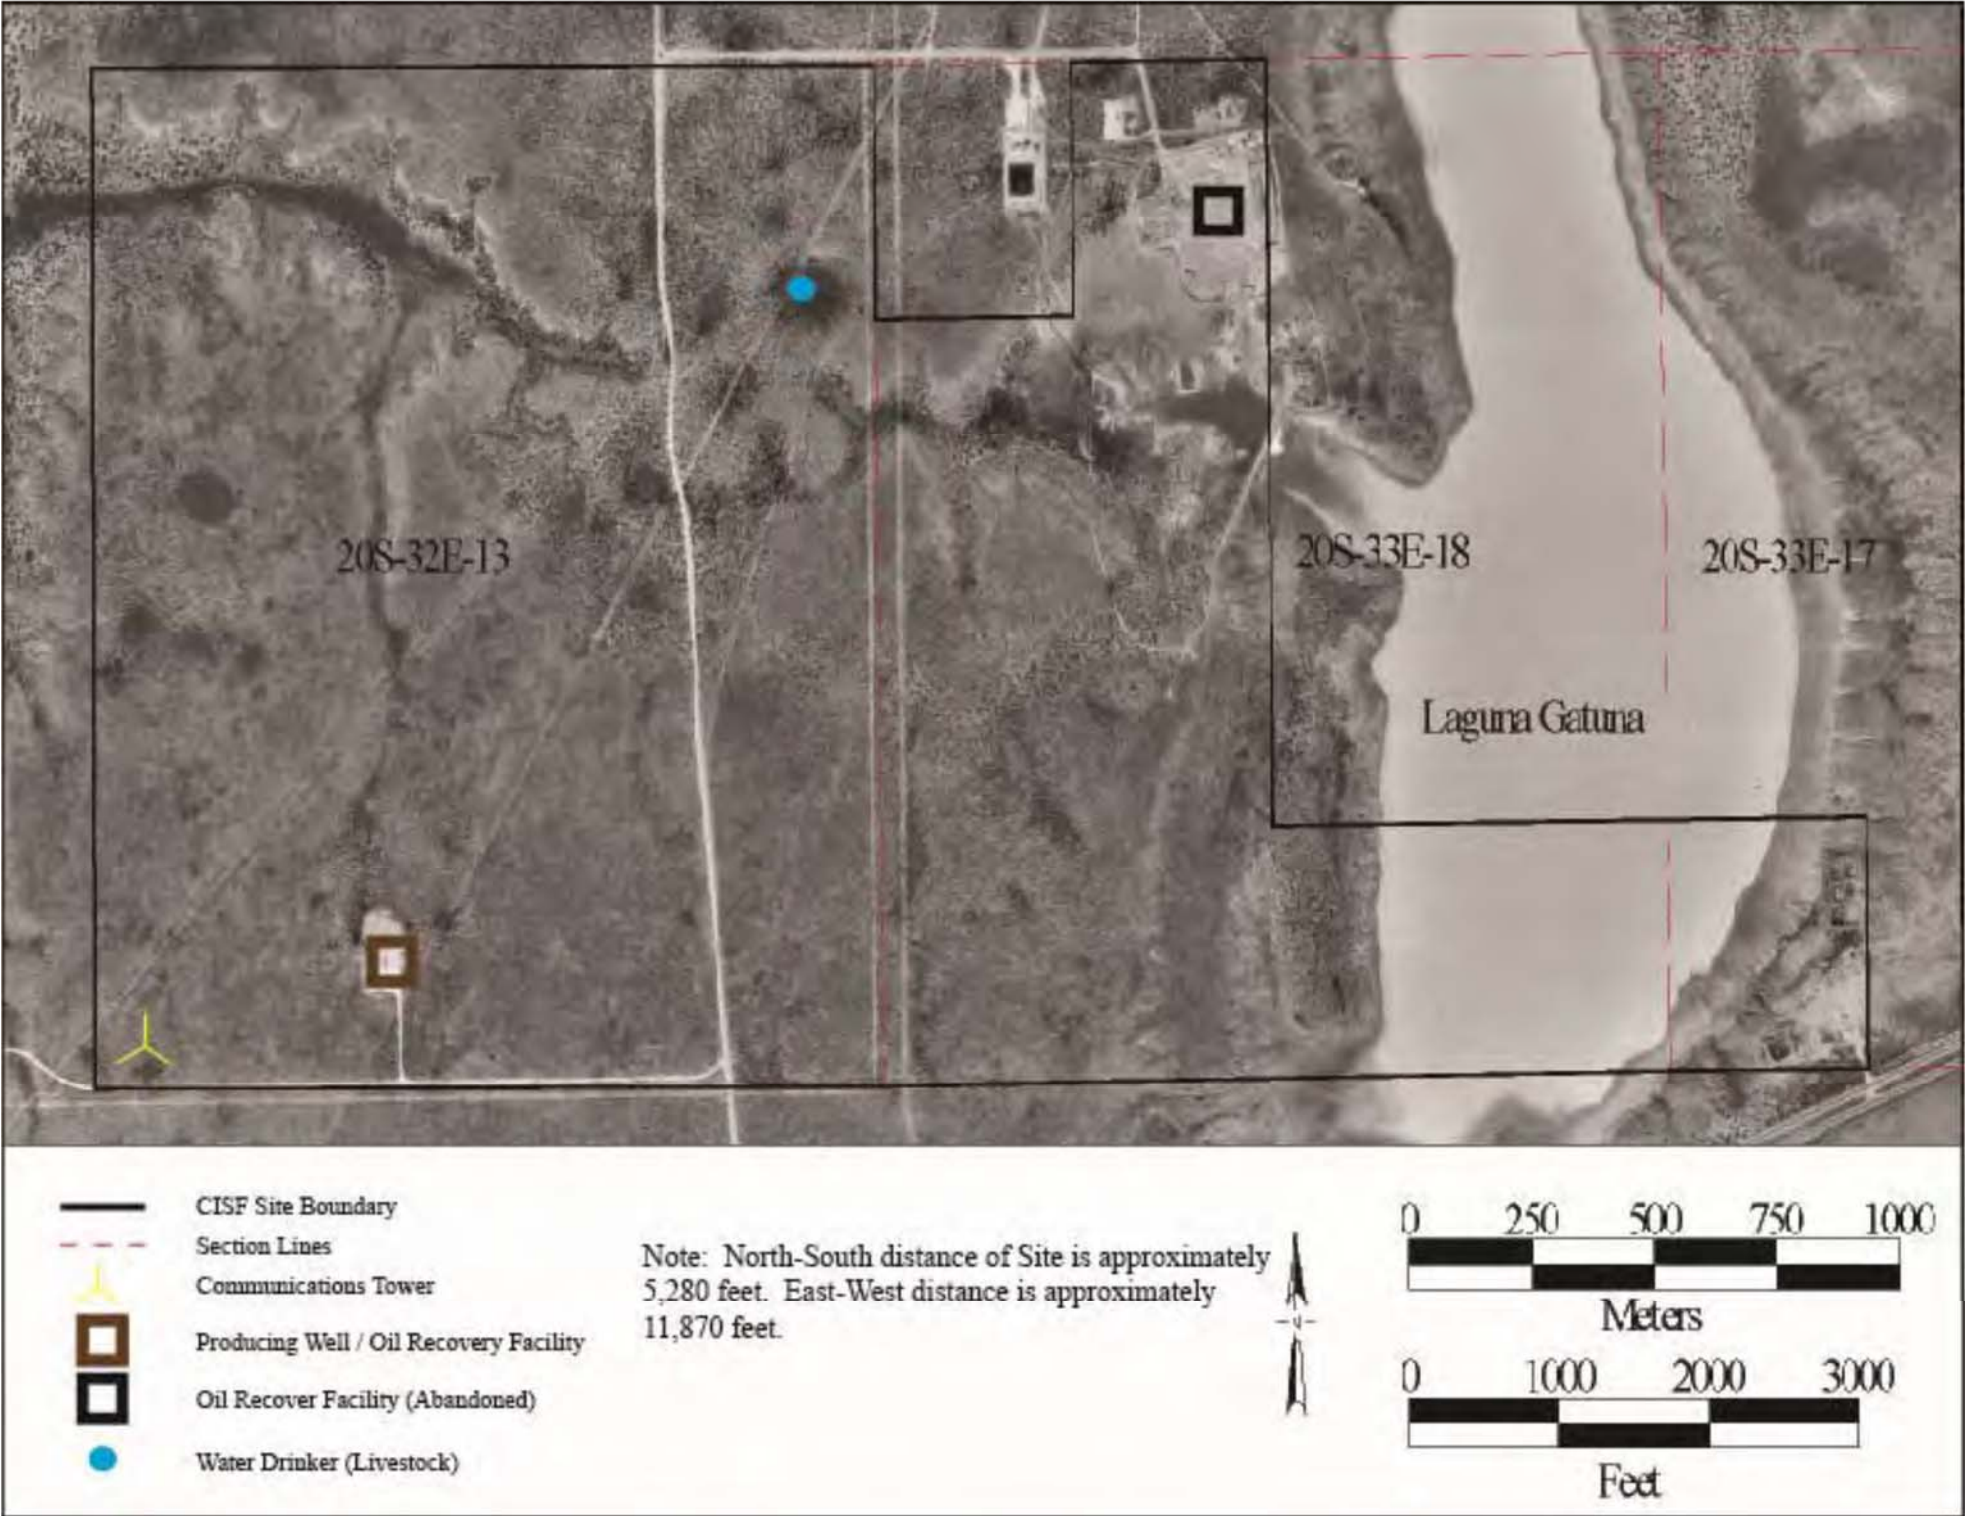 20S-32E-13
20S-33E-18
20S-33E-17
Laguna Gatuna
CISF Site Boundary
Section Lines
Communications Tower
Producing Well / Oil Recovery Facility
Oil Recover Facility (Abandoned)
Water Drinker (Livestock)
Note: North-South distance of Site is approximately
5,280 feet. East-West distance is approximately
11,870 feet.
0 250 500 750 1000
Meters
0 1000 2000 3000
Feet